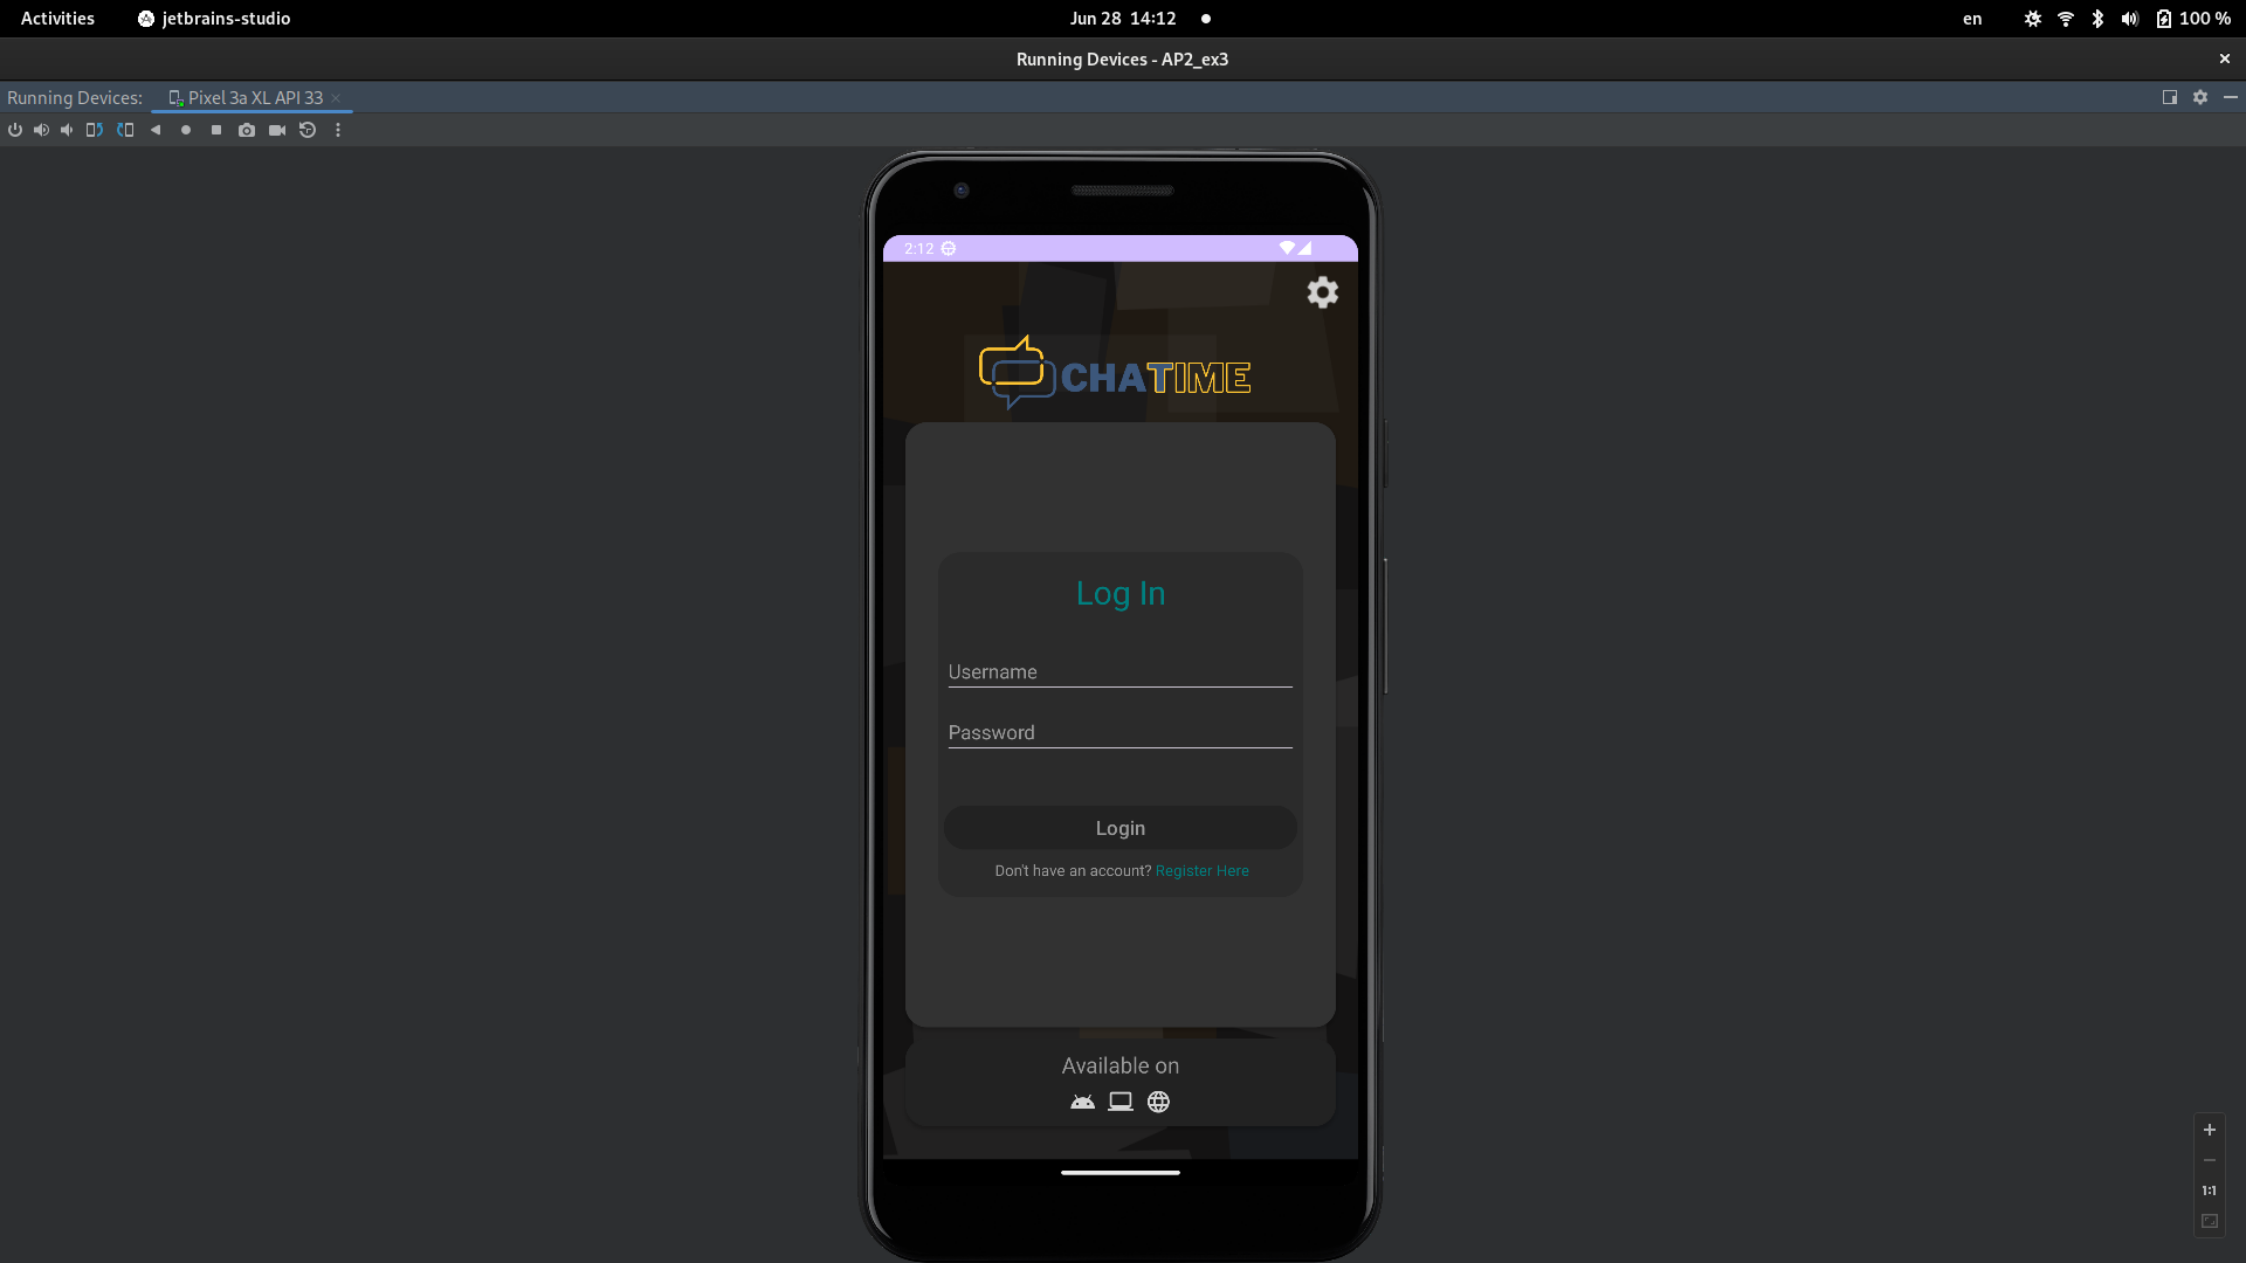 Activities jetbrains-studio Jun 28 14:12 en 100 %
Running Devices - AP2_ex3
Running Devices: Pixel 3a XL API 33
2:12
CHATIME
Log In
Username
Password
Login
Don't have an account? Register Here
Available on
1:1